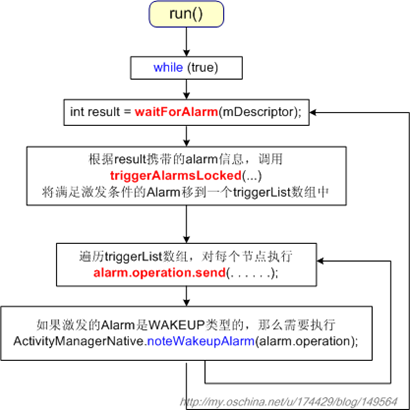 run()
while (true)
int result = waitForAlarm(mDescriptor);
根据result携带的alarm信息，调用
triggerAlarmsLocked(...)
将满足激发条件的Alarm移到一个triggerList数组中
遍历triggerList数组，对每个节点执行
alarm.operation.send(. . . . . .);
如果激发的Alarm是WAKEUP类型的，那么需要执行
ActivityManagerNative.noteWakeupAlarm(alarm.operation);
http://my.oschina.net/u/174429/blog/149564